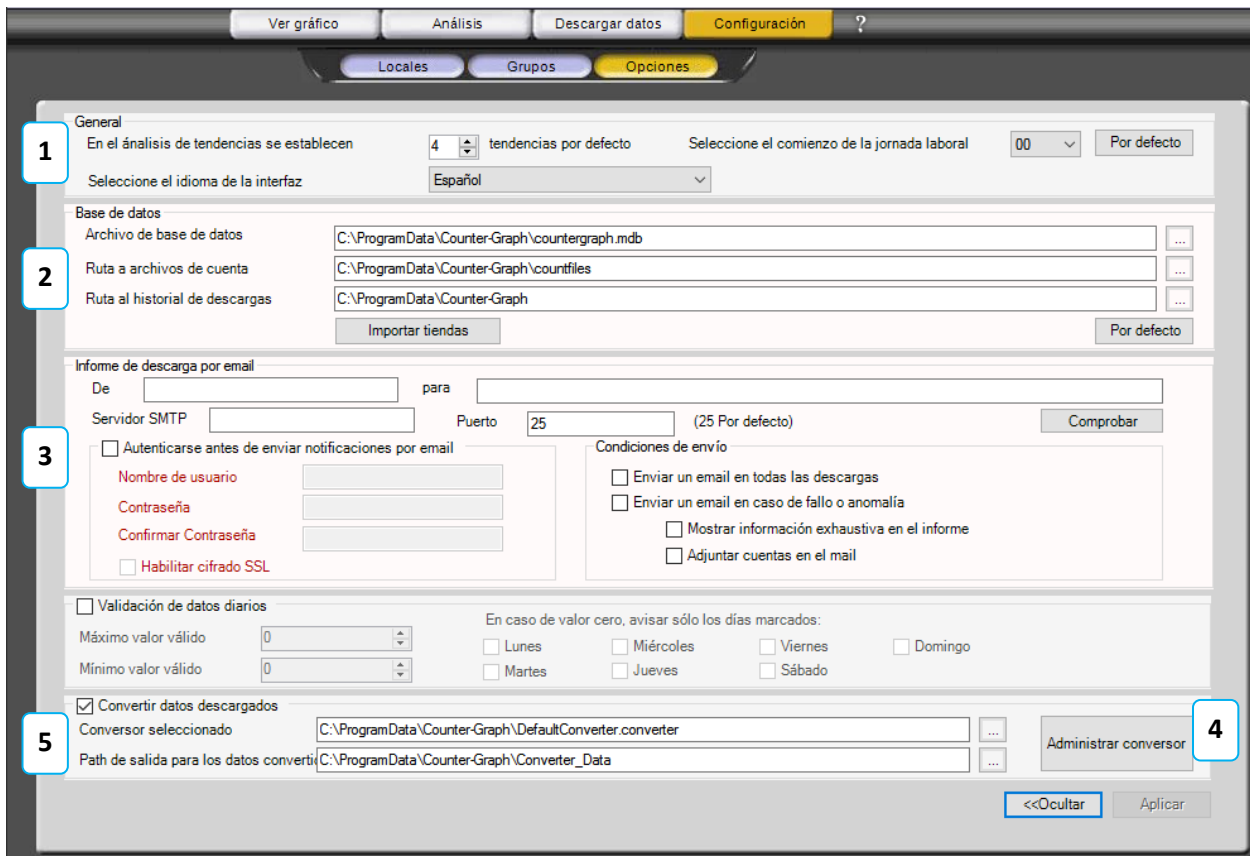 Ver gráfico Análisis Descargar datos Configuración ?
Locales Grupos Opciones
General
1
En el ánalisis de tendencias se establecen 4 tendencias por defecto Seleccione el comienzo de la jornada laboral 00 Por defecto
Seleccione el idioma de la interfaz Español
Base de datos
2
Archivo de base de datos C:\ProgramData\Counter-Graph\countergraph.mdb ...
Ruta a archivos de cuenta C:\ProgramData\Counter-Graph\countfiles ...
Ruta al historial de descargas C:\ProgramData\Counter-Graph ...
Importar tiendas Por defecto
Informe de descarga por email
3
De para
Servidor SMTP Puerto 25 (25 Por defecto) Comprobar
Autenticarse antes de enviar notificaciones por email
Nombre de usuario
Contraseña
Confirmar Contraseña
Habilitar cifrado SSL
Condiciones de envío
Enviar un email en todas las descargas
Enviar un email en caso de fallo o anomalía
Mostrar información exhaustiva en el informe
Adjuntar cuentas en el mail
Validación de datos diarios
Máximo valor válido 0
Mínimo valor válido 0
En caso de valor cero, avisar sólo los días marcados:
Lunes Miércoles Viernes Domingo
Martes Jueves Sábado
Convertir datos descargados
5
Conversor seleccionado C:\ProgramData\Counter-Graph\DefaultConverter.converter ...
Path de salida para los datos converti C:\ProgramData\Counter-Graph\Converter_Data ...
Administrar conversor
4
<<Ocultar Aplicar